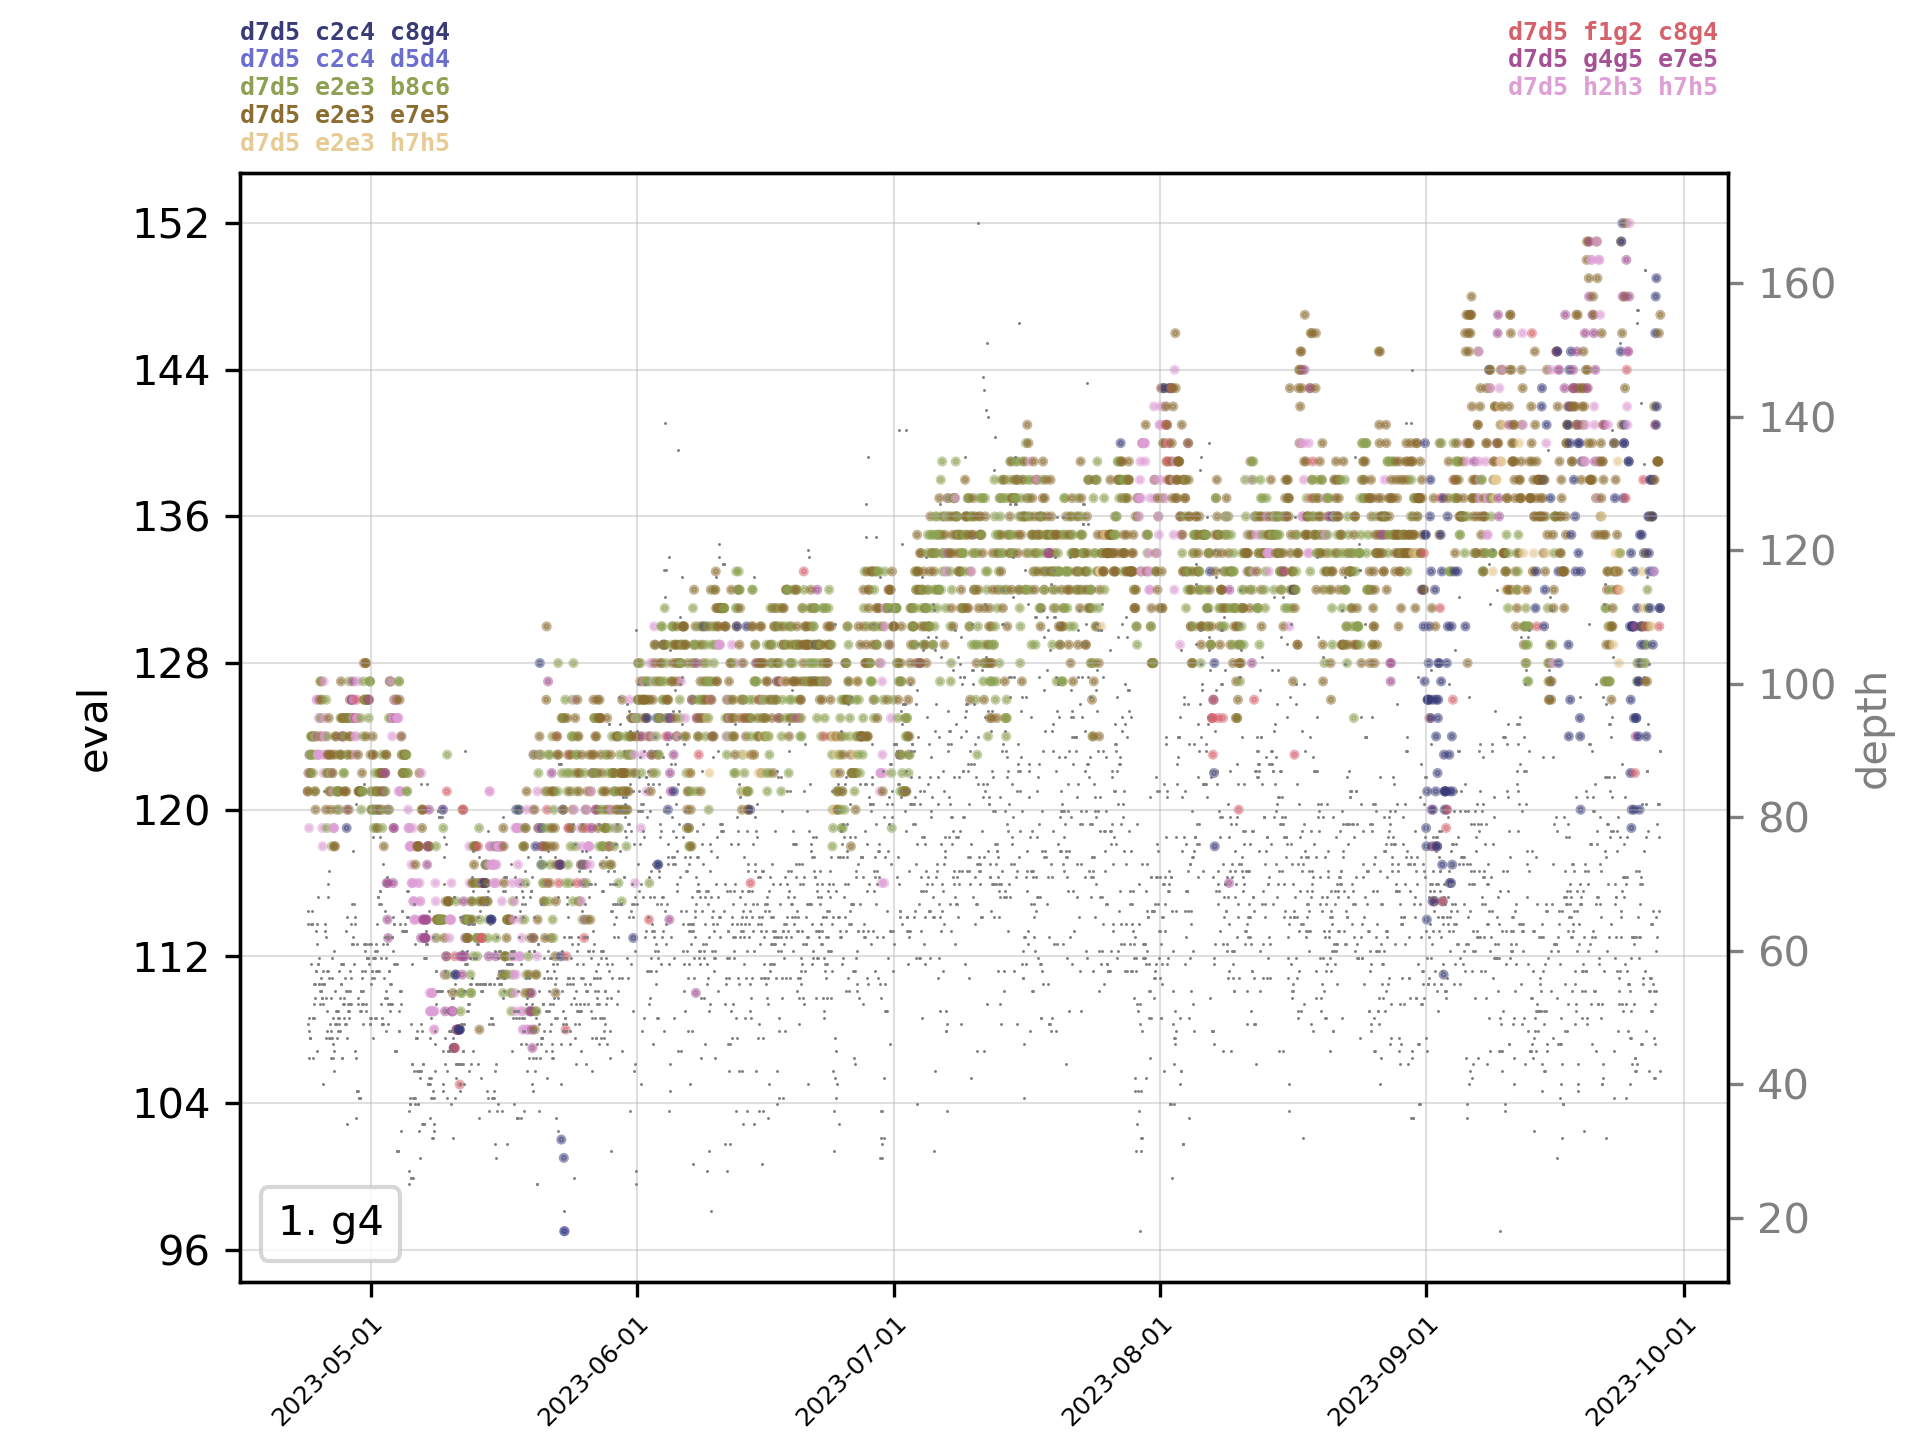 d7d5 c2c4 c8g4
d7d5 c2c4 d5d4
d7d5 e2e3 b8c6
d7d5 e2e3 e7e5
d7d5 e2e3 h7h5
d7d5 f1g2 c8g4
d7d5 g4g5 e7e5
d7d5 h2h3 h7h5
152
144
136
128
120
112
104
96
eval
160
140
120
100
80
60
40
20
depth
1. g4
2023-05-01
2023-06-01
2023-07-01
2023-08-01
2023-09-01
2023-10-01